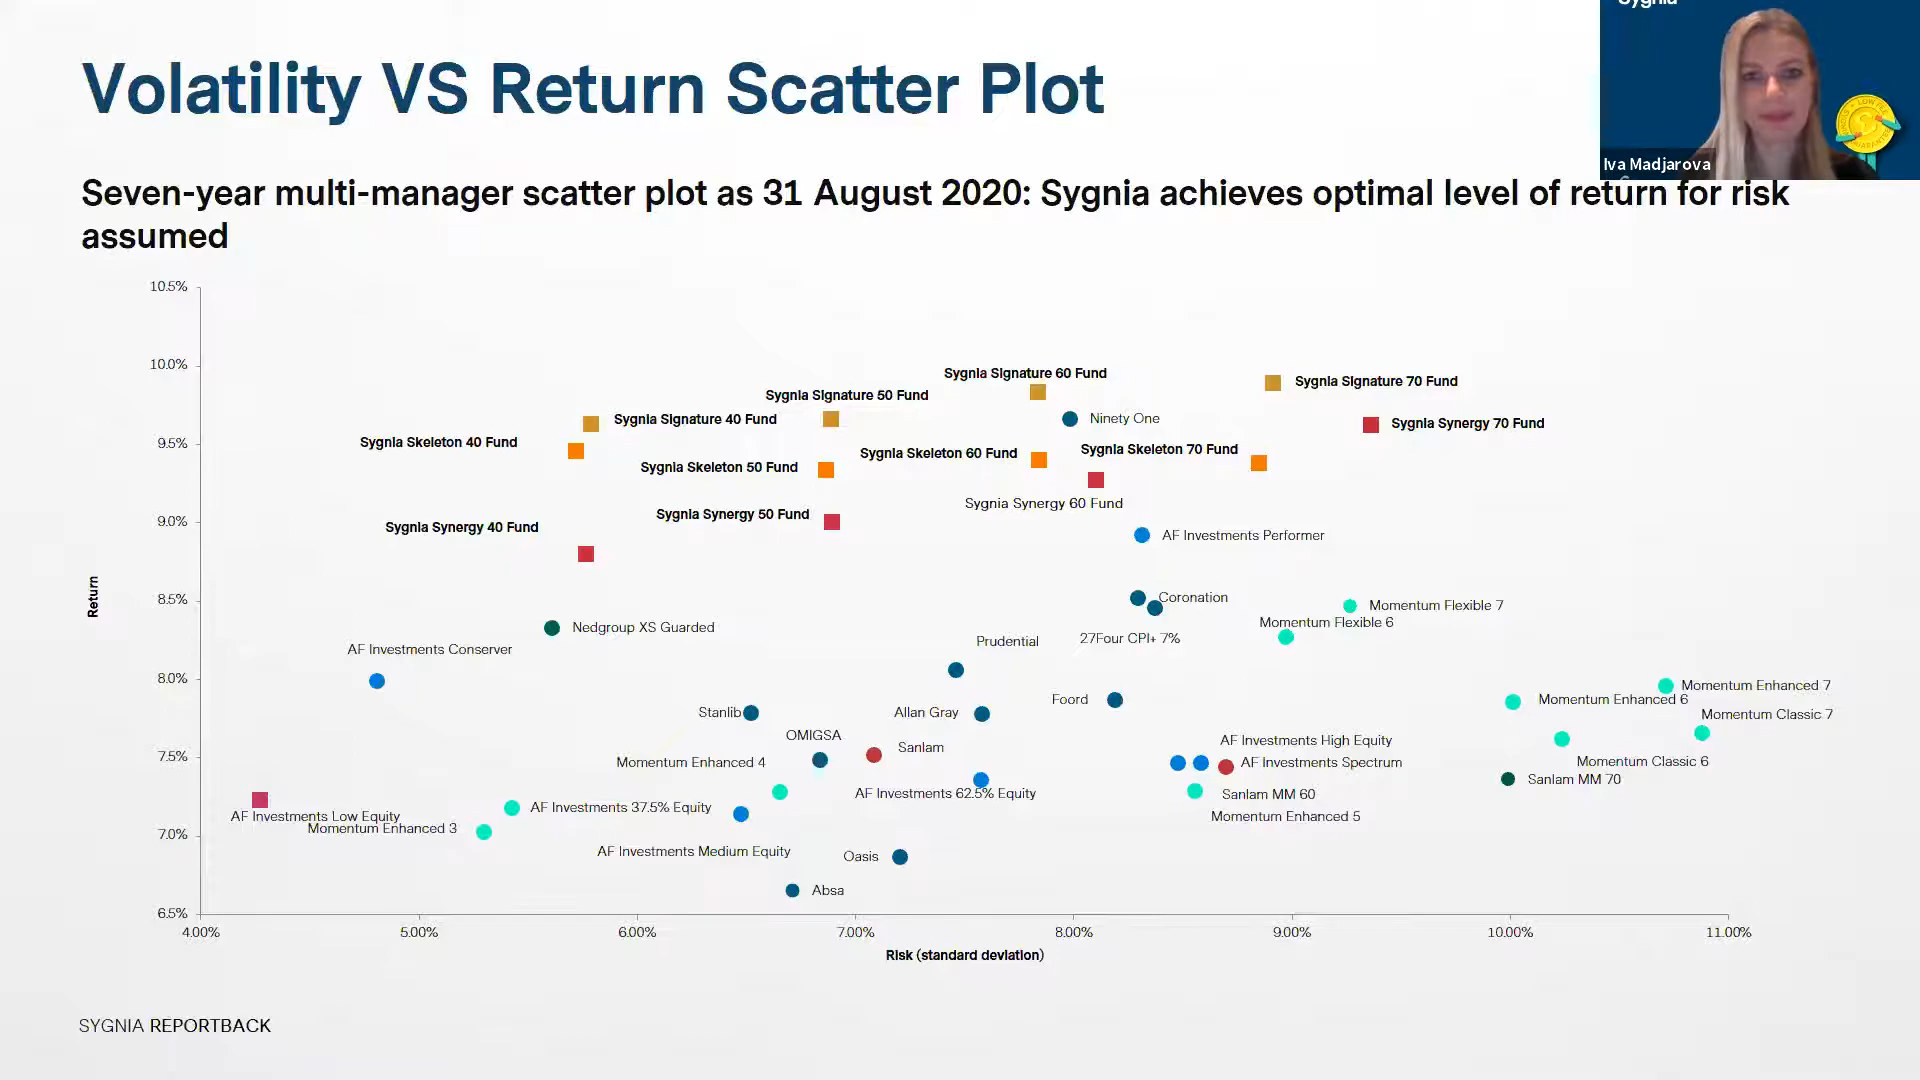 Sygnia
Volatility VS Return Scatter Plot
Iva Madjarova
Seven-year multi-manager scatter plot as 31 August 2020: Sygnia achieves optimal level of return for risk
assumed
10.5%
10.0%
9.5%
9.0%
8.5%
8.0%
7.5%
7.0%
6.5%
Return
Sygnia Signature 60 Fund
Sygnia Signature 70 Fund
Sygnia Signature 50 Fund
Sygnia Signature 40 Fund
Ninety One
Sygnia Synergy 70 Fund
Sygnia Skeleton 40 Fund
Sygnia Skeleton 70 Fund
Sygnia Skeleton 60 Fund
Sygnia Skeleton 50 Fund
Sygnia Synergy 60 Fund
Sygnia Synergy 50 Fund
Sygnia Synergy 40 Fund
AF Investments Performer
Coronation
Momentum Flexible 7
Momentum Flexible 6
Nedgroup XS Guarded
27Four CPI+ 7%
Prudential
AF Investments Conserver
Momentum Enhanced 7
Momentum Enhanced 6
Foord
Stanlib
Allan Gray
Momentum Classic 7
OMIGSA
AF Investments High Equity
Sanlam
Momentum Classic 6
Momentum Enhanced 4
AF Investments Spectrum
Sanlam MM 70
AF Investments 62.5% Equity
Sanlam MM 60
AF Investments 37.5% Equity
AF Investments Low Equity
Momentum Enhanced 5
Momentum Enhanced 3
AF Investments Medium Equity
Oasis
Absa
4.00% 5.00% 6.00% 7.00% 8.00% 9.00% 10.00% 11.00%
Risk (standard deviation)
SYGNIA REPORTBACK